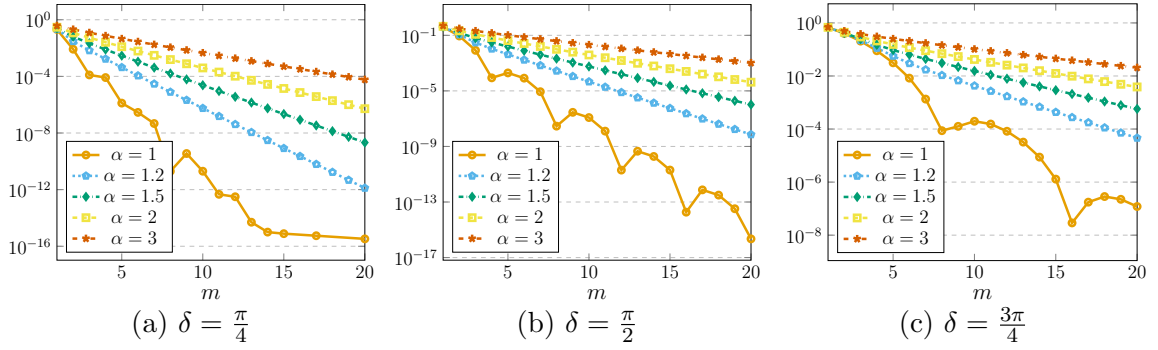 10^0
10^{-4}
10^{-8}
10^{-12}
10^{-16}
α = 1
α = 1.2
α = 1.5
α = 2
α = 3
5 10 15 20
m
(a) δ = π/4
10^{-1}
10^{-5}
10^{-9}
10^{-13}
10^{-17}
α = 1
α = 1.2
α = 1.5
α = 2
α = 3
5 10 15 20
m
(b) δ = π/2
10^0
10^{-2}
10^{-4}
10^{-6}
10^{-8}
α = 1
α = 1.2
α = 1.5
α = 2
α = 3
5 10 15 20
m
(c) δ = 3π/4